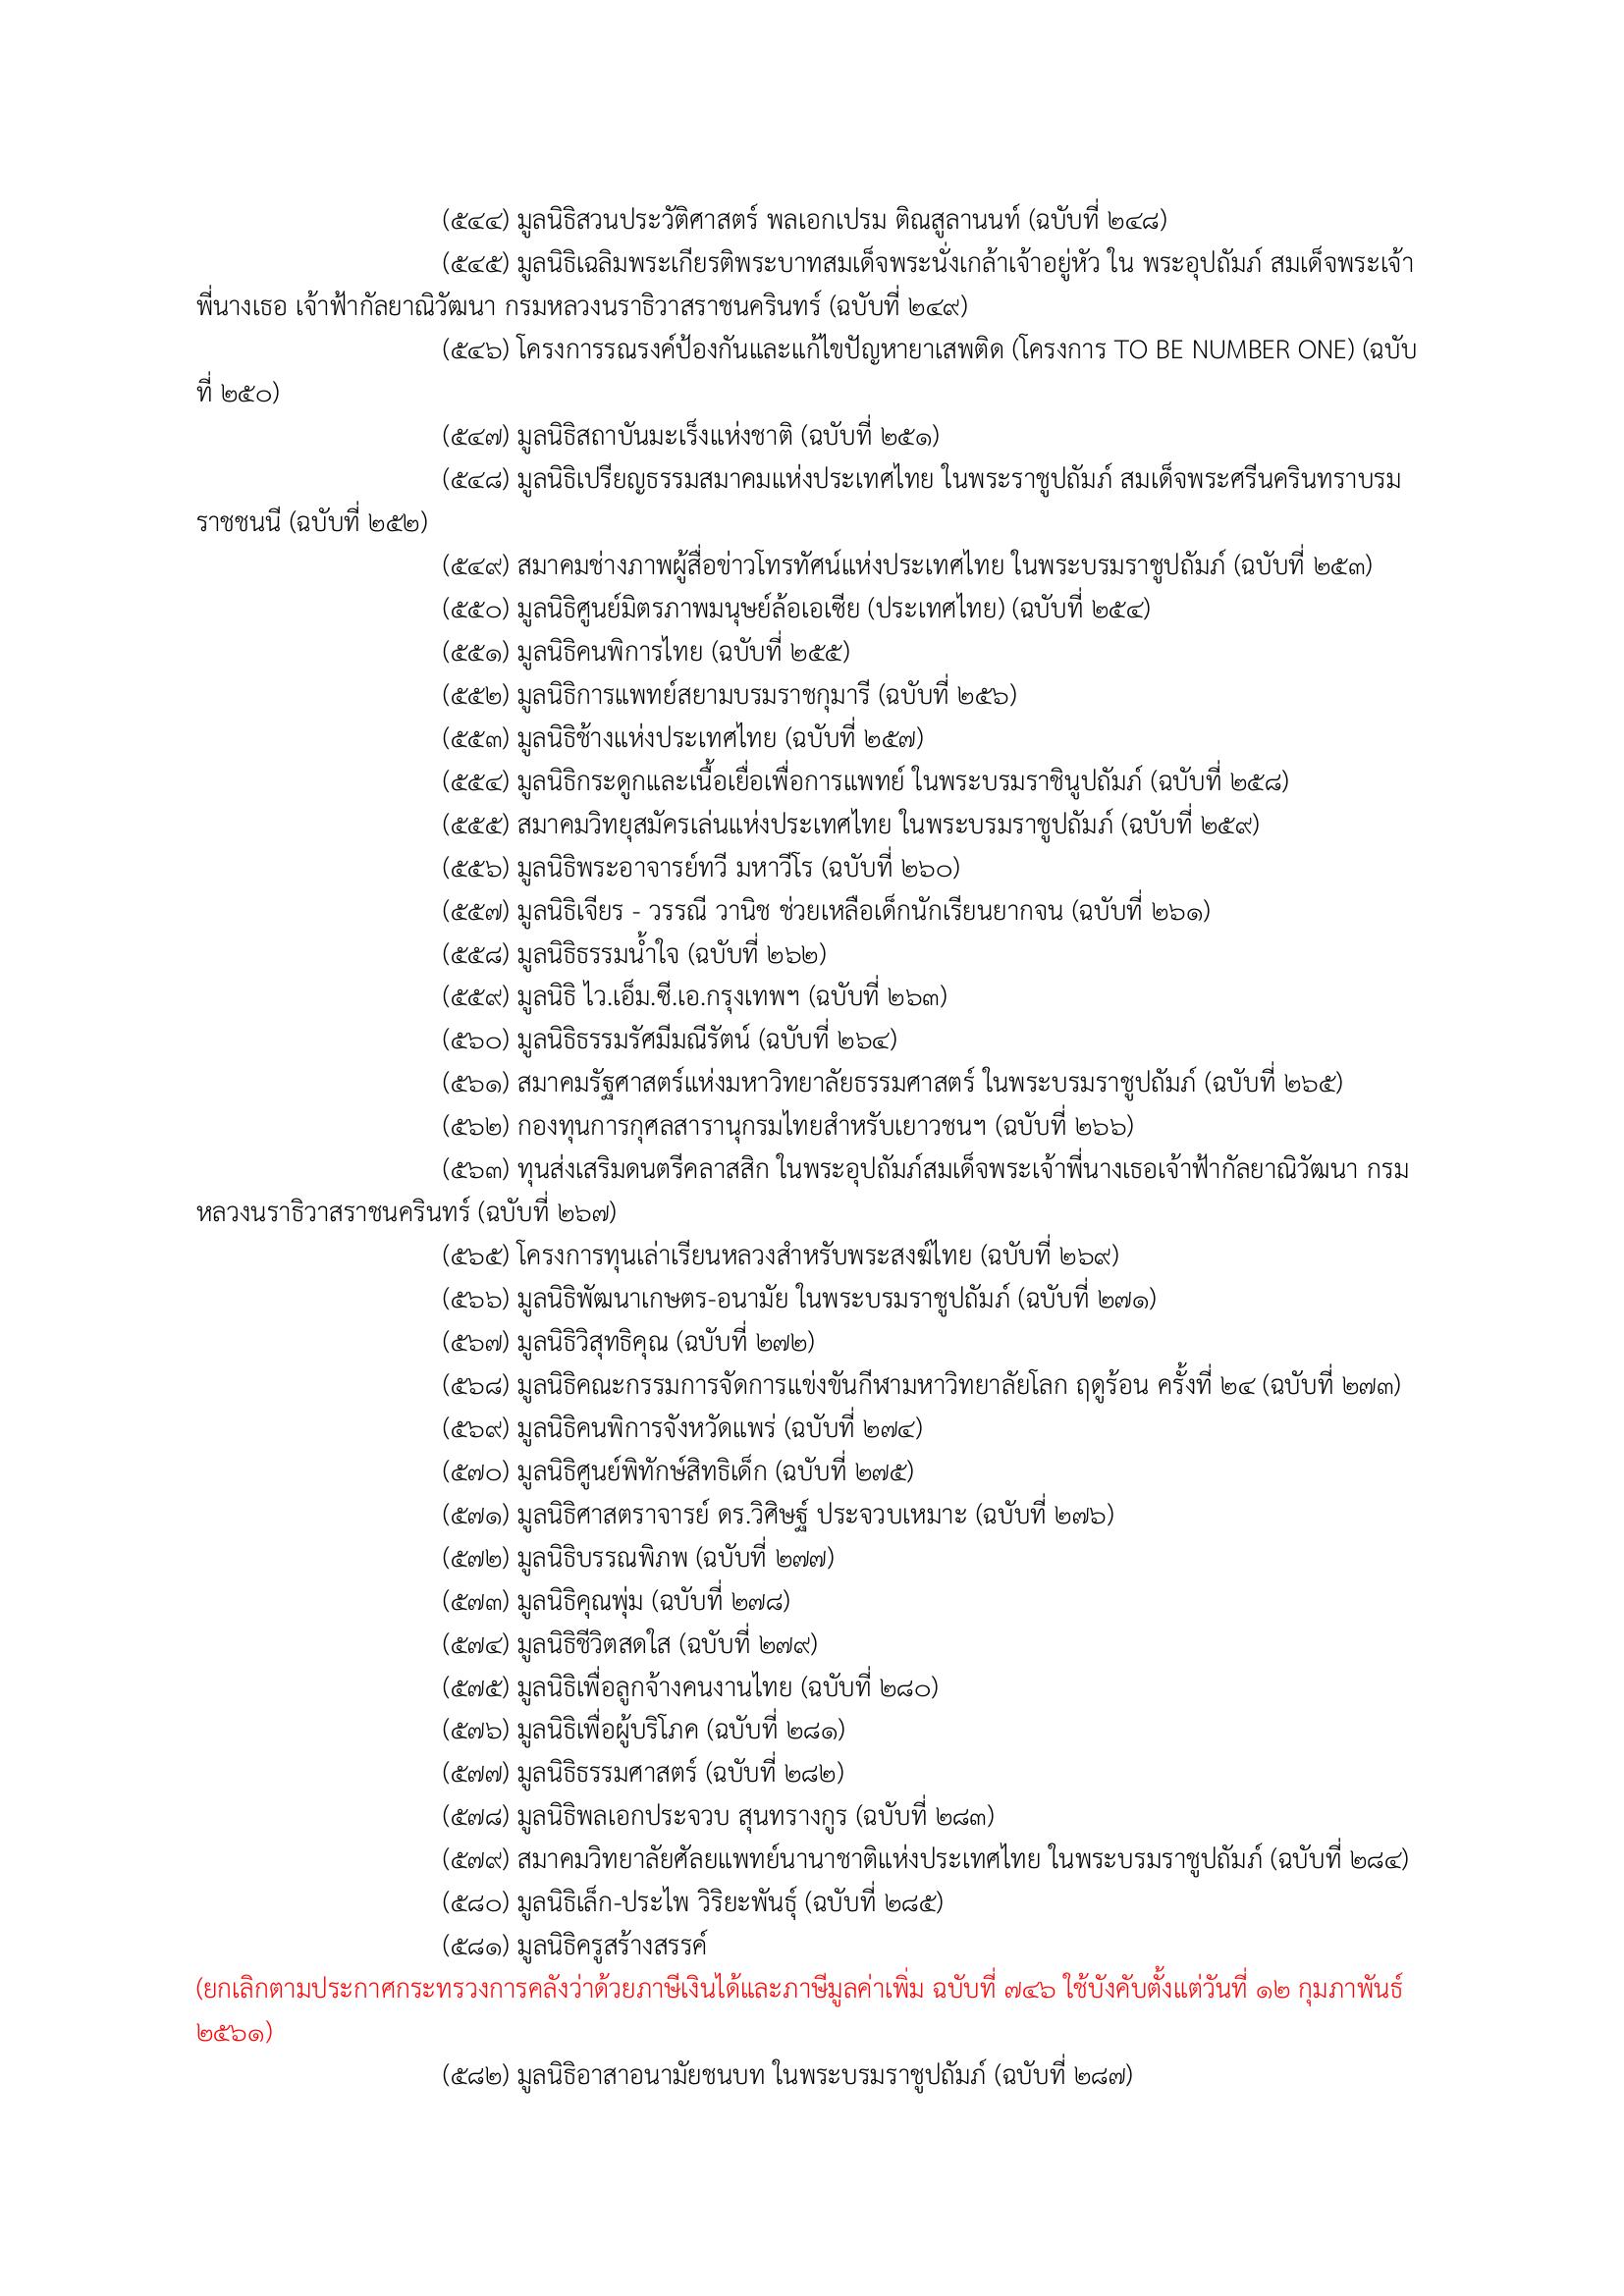 (๕๔๔) มูลนิธิสวนประวัติศาสตร์ พลเอกเปรม ติณสูลานนท์ (ฉบับที่ ๒๔๘)
(๕๔๕) มูลนิธิเฉลิมพระเกียรติพระบาทสมเด็จพระนั่งเกล้าเจ้าอยู่หัว ใน พระอุปถัมภ์ สมเด็จพระเจ้า
พี่นางเธอ เจ้าฟ้ากัลยาณิวัฒนา กรมหลวงนราธิวาสราชนครินทร์ (ฉบับที่ ๒๔๙)
(๕๔๖) โครงการรณรงค์ป้องกันและแก้ไขปัญหายาเสพติด (โครงการ TO BE NUMBER ONE) (ฉบับ
ที่ ๒๕๐)
(๕๔๗) มูลนิธิสถาบันมะเร็งแห่งชาติ (ฉบับที่ ๒๕๑)
(๕๔๘) มูลนิธิเปรียญธรรมสมาคมแห่งประเทศไทย ในพระราชูปถัมภ์ สมเด็จพระศรีนครินทราบรม
ราชชนนี (ฉบับที่ ๒๕๒)
(๕๔๙) สมาคมช่างภาพผู้สื่อข่าวโทรทัศน์แห่งประเทศไทย ในพระบรมราชูปถัมภ์ (ฉบับที่ ๒๕๓)
(๕๕๐) มูลนิธิศูนย์มิตรภาพมนุษย์ล้อเอเซีย (ประเทศไทย) (ฉบับที่ ๒๕๔)
(๕๕๑) มูลนิธิคนพิการไทย (ฉบับที่ ๒๕๕)
(๕๕๒) มูลนิธิการแพทย์สยามบรมราชกุมารี (ฉบับที่ ๒๕๖)
(๕๕๓) มูลนิธิช้างแห่งประเทศไทย (ฉบับที่ ๒๕๗)
(๕๕๔) มูลนิธิกระดูกและเนื้อเยื่อเพื่อการแพทย์ ในพระบรมราชินูปถัมภ์ (ฉบับที่ ๒๕๘)
(๕๕๕) สมาคมวิทยุสมัครเล่นแห่งประเทศไทย ในพระบรมราชูปถัมภ์ (ฉบับที่ ๒๕๙)
(๕๕๖) มูลนิธิพระอาจารย์ทวี มหาวีโร (ฉบับที่ ๒๖๐)
(๕๕๗) มูลนิธิเจียร - วรรณี วานิช ช่วยเหลือเด็กนักเรียนยากจน (ฉบับที่ ๒๖๑)
(๕๕๘) มูลนิธิธรรมน้ำใจ (ฉบับที่ ๒๖๒)
(๕๕๙) มูลนิธิ ไว.เอ็ม.ซี.เอ.กรุงเทพฯ (ฉบับที่ ๒๖๓)
(๕๖๐) มูลนิธิธรรมรัศมีมณีรัตน์ (ฉบับที่ ๒๖๔)
(๕๖๑) สมาคมรัฐศาสตร์แห่งมหาวิทยาลัยธรรมศาสตร์ ในพระบรมราชูปถัมภ์ (ฉบับที่ ๒๖๕)
(๕๖๒) กองทุนการกุศลสารานุกรมไทยสำหรับเยาวชนฯ (ฉบับที่ ๒๖๖)
(๕๖๓) ทุนส่งเสริมดนตรีคลาสสิก ในพระอุปถัมภ์สมเด็จพระเจ้าพี่นางเธอเจ้าฟ้ากัลยาณิวัฒนา กรม
หลวงนราธิวาสราชนครินทร์ (ฉบับที่ ๒๖๗)
(๕๖๕) โครงการทุนเล่าเรียนหลวงสำหรับพระสงฆ์ไทย (ฉบับที่ ๒๖๙)
(๕๖๖) มูลนิธิพัฒนาเกษตร-อนามัย ในพระบรมราชูปถัมภ์ (ฉบับที่ ๒๗๑)
(๕๖๗) มูลนิธิวิสุทธิคุณ (ฉบับที่ ๒๗๒)
(๕๖๘) มูลนิธิคณะกรรมการจัดการแข่งขันกีฬามหาวิทยาลัยโลก ฤดูร้อน ครั้งที่ ๒๔ (ฉบับที่ ๒๗๓)
(๕๖๙) มูลนิธิคนพิการจังหวัดแพร่ (ฉบับที่ ๒๗๔)
(๕๗๐) มูลนิธิศูนย์พิทักษ์สิทธิเด็ก (ฉบับที่ ๒๗๕)
(๕๗๑) มูลนิธิศาสตราจารย์ ดร.วิศิษฐ์ ประจวบเหมาะ (ฉบับที่ ๒๗๖)
(๕๗๒) มูลนิธิบรรณพิภพ (ฉบับที่ ๒๗๗)
(๕๗๓) มูลนิธิคุณพุ่ม (ฉบับที่ ๒๗๘)
(๕๗๔) มูลนิธิชีวิตสดใส (ฉบับที่ ๒๗๙)
(๕๗๕) มูลนิธิเพื่อลูกจ้างคนงานไทย (ฉบับที่ ๒๘๐)
(๕๗๖) มูลนิธิเพื่อผู้บริโภค (ฉบับที่ ๒๘๑)
(๕๗๗) มูลนิธิธรรมศาสตร์ (ฉบับที่ ๒๘๒)
(๕๗๘) มูลนิธิพลเอกประจวบ สุนทรางกูร (ฉบับที่ ๒๘๓)
(๕๗๙) สมาคมวิทยาลัยศัลยแพทย์นานาชาติแห่งประเทศไทย ในพระบรมราชูปถัมภ์ (ฉบับที่ ๒๘๔)
(๕๘๐) มูลนิธิเล็ก-ประไพ วิริยะพันธุ์ (ฉบับที่ ๒๘๕)
(๕๘๑) มูลนิธิครูสร้างสรรค์
(ยกเลิกตามประกาศกระทรวงการคลังว่าด้วยภาษีเงินได้และภาษีมูลค่าเพิ่ม ฉบับที่ ๗๔๖ ใช้บังคับตั้งแต่วันที่ ๑๒ กุมภาพันธ์
๒๕๖๑)
(๕๘๒) มูลนิธิอาสาอนามัยชนบท ในพระบรมราชูปถัมภ์ (ฉบับที่ ๒๘๗)